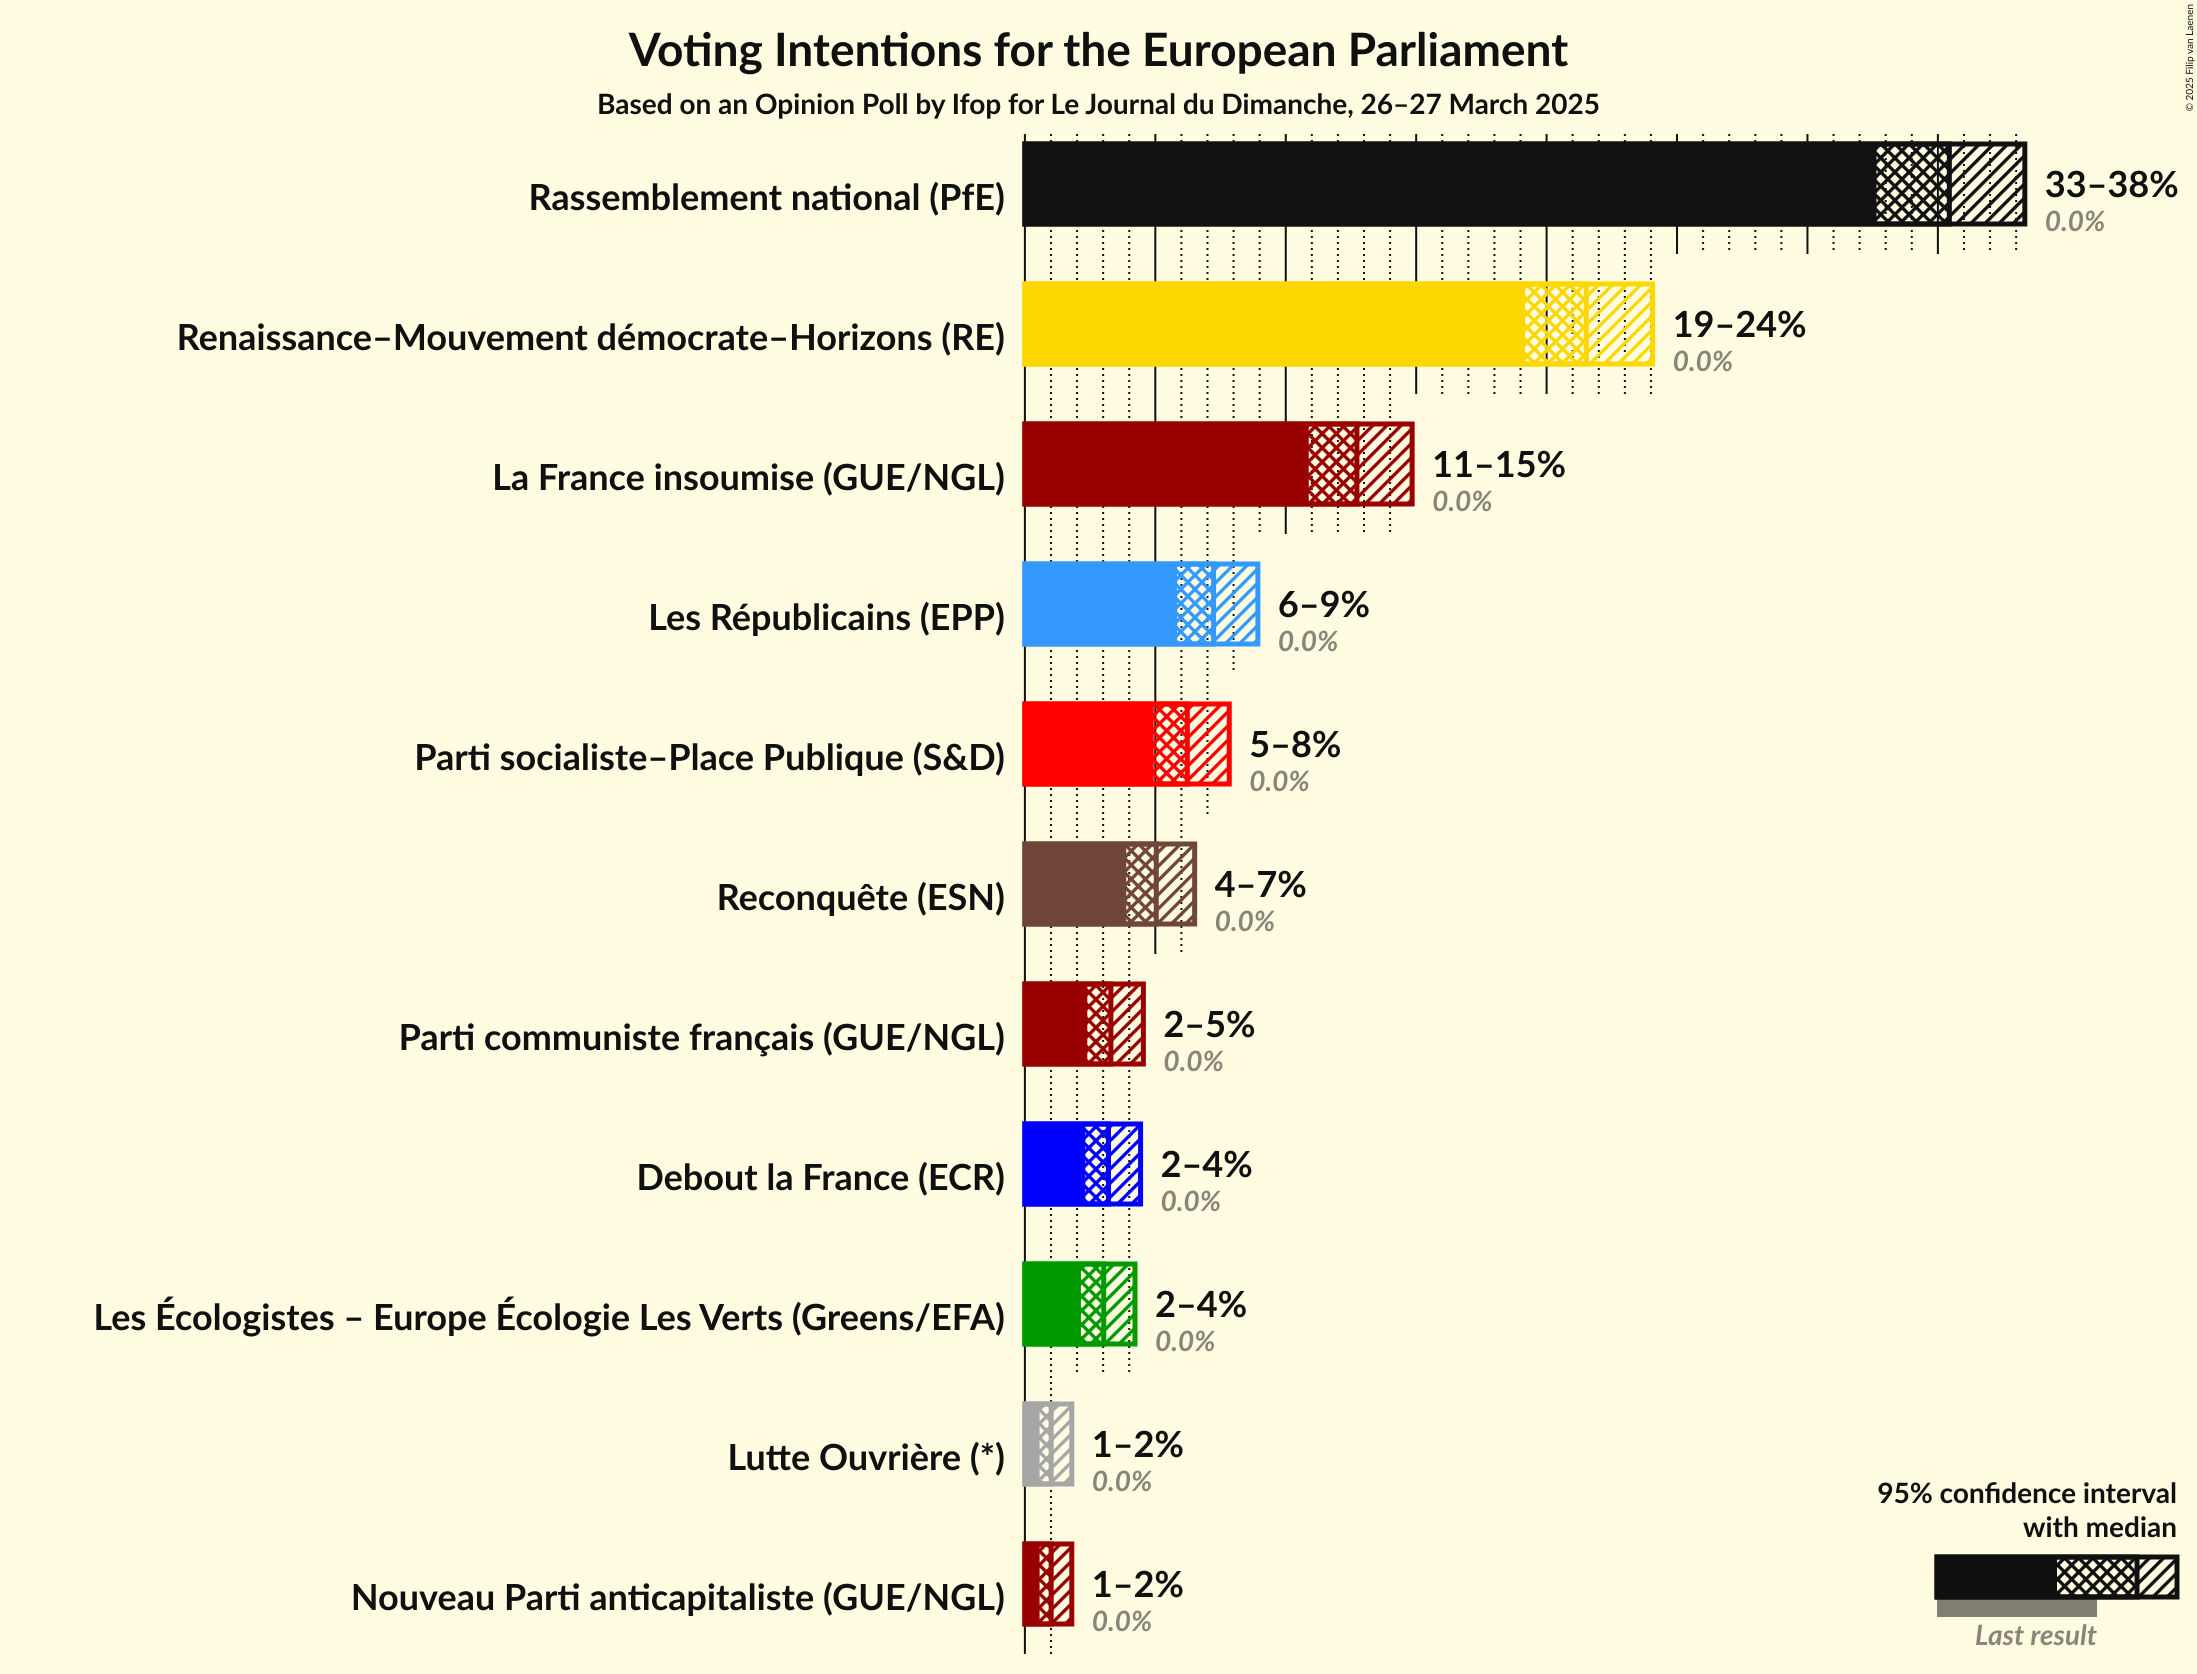 © 2025 Filip van Laenen
Voting Intentions for the European Parliament
Based on an Opinion Poll by Ifop for Le Journal du Dimanche, 26–27 March 2025
Rassemblement national (PfE)
33–38%
0.0%
Renaissance–Mouvement démocrate–Horizons (RE)
19–24%
0.0%
La France insoumise (GUE/NGL)
11–15%
0.0%
Les Républicains (EPP)
6–9%
0.0%
Parti socialiste–Place Publique (S&D)
5–8%
0.0%
Reconquête (ESN)
4–7%
0.0%
Parti communiste français (GUE/NGL)
2–5%
0.0%
Debout la France (ECR)
2–4%
0.0%
Les Écologistes – Europe Écologie Les Verts (Greens/EFA)
2–4%
0.0%
Lutte Ouvrière (*)
1–2%
0.0%
Nouveau Parti anticapitaliste (GUE/NGL)
1–2%
0.0%
95% confidence interval
with median
Last result